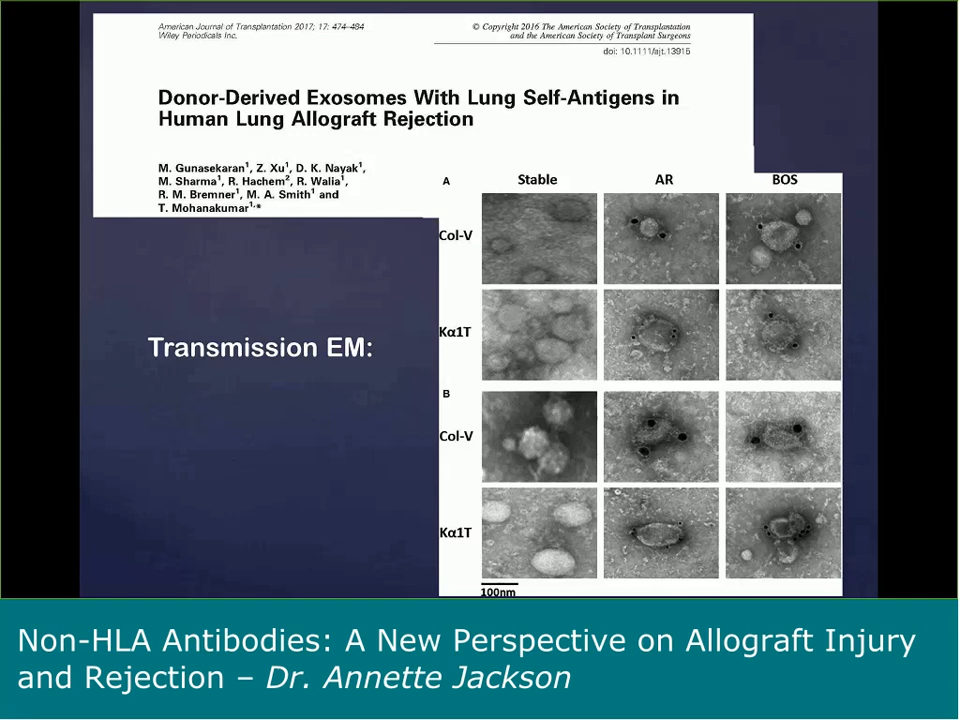 American Journal of Transplantation 2017; 17: 474–484
Wiley Periodicals Inc.
© Copyright 2016 The American Society of Transplantation
and the American Society of Transplant Surgeons
doi: 10.1111/ajt.13915
Donor-Derived Exosomes With Lung Self-Antigens in
Human Lung Allograft Rejection
M. Gunasekaran¹, Z. Xu¹, D. K. Nayak¹,
M. Sharma¹, R. Hachem², R. Walia¹,
R. M. Bremner¹, M. A. Smith¹ and
T. Mohanakumar¹,*
Transmission EM:
A
Stable AR BOS
Col-V
Kα1T
B
Col-V
Kα1T
100nm
Non-HLA Antibodies: A New Perspective on Allograft Injury
and Rejection – Dr. Annette Jackson